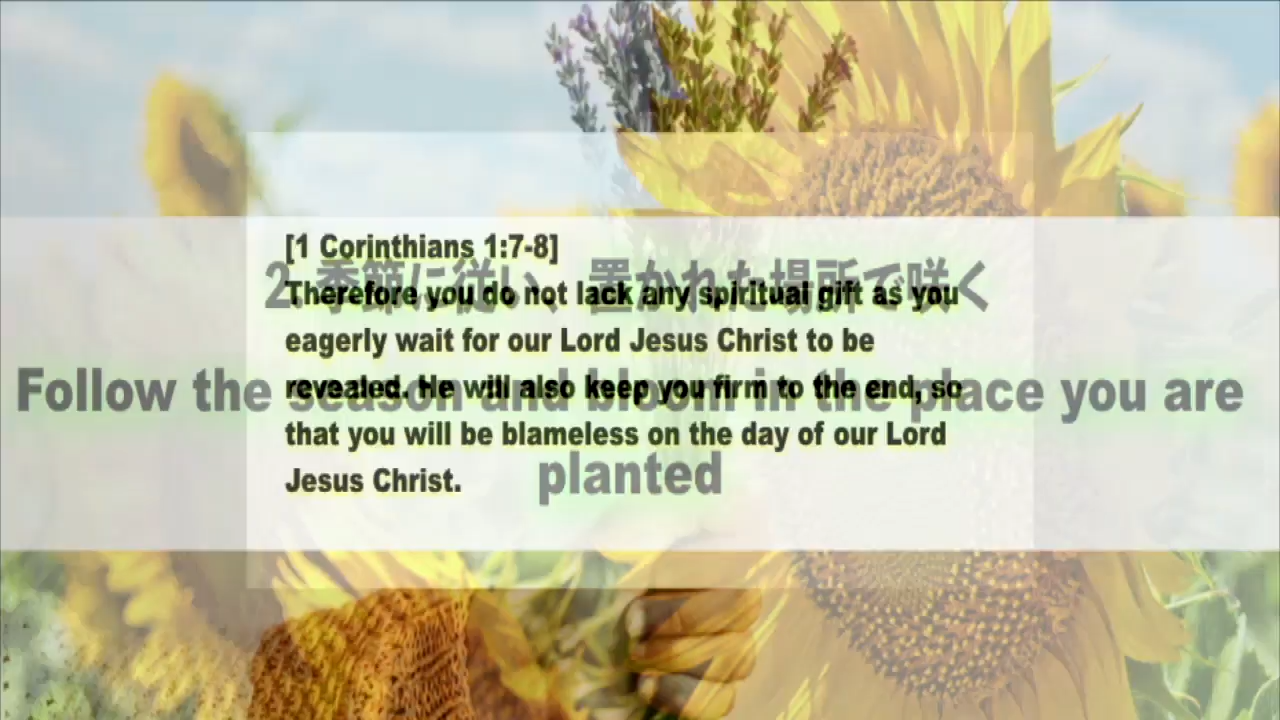 [1 Corinthians 1:7-8]
2. 季節に従い、置かれた場所で咲く
Therefore you do not lack any spiritual gift as you
eagerly wait for our Lord Jesus Christ to be
revealed. He will also keep you firm to the end, so
Follow the season and bloom in the place you are
that you will be blameless on the day of our Lord
Jesus Christ.
planted